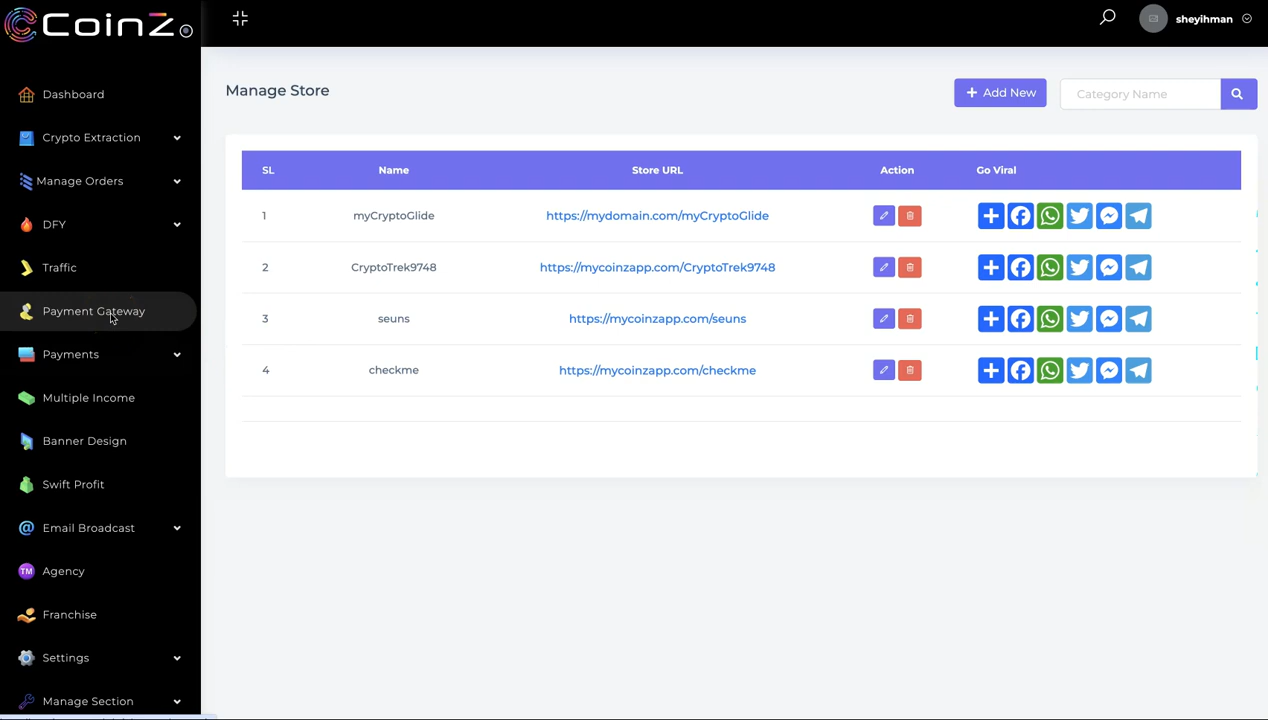 CoinZ
sheyihman
Manage Store
Add New
Category Name
Dashboard
Crypto Extraction
Manage Orders
DFY
Traffic
Payment Gateway
Payments
Multiple Income
Banner Design
Swift Profit
Email Broadcast
TM Agency
Franchise
Settings
Manage Section
SL Name Store URL Action Go Viral
1 myCryptoGlide https://mydomain.com/myCryptoGlide
2 CryptoTrek9748 https://mycoinzapp.com/CryptoTrek9748
3 seuns https://mycoinzapp.com/seuns
4 checkme https://mycoinzapp.com/checkme